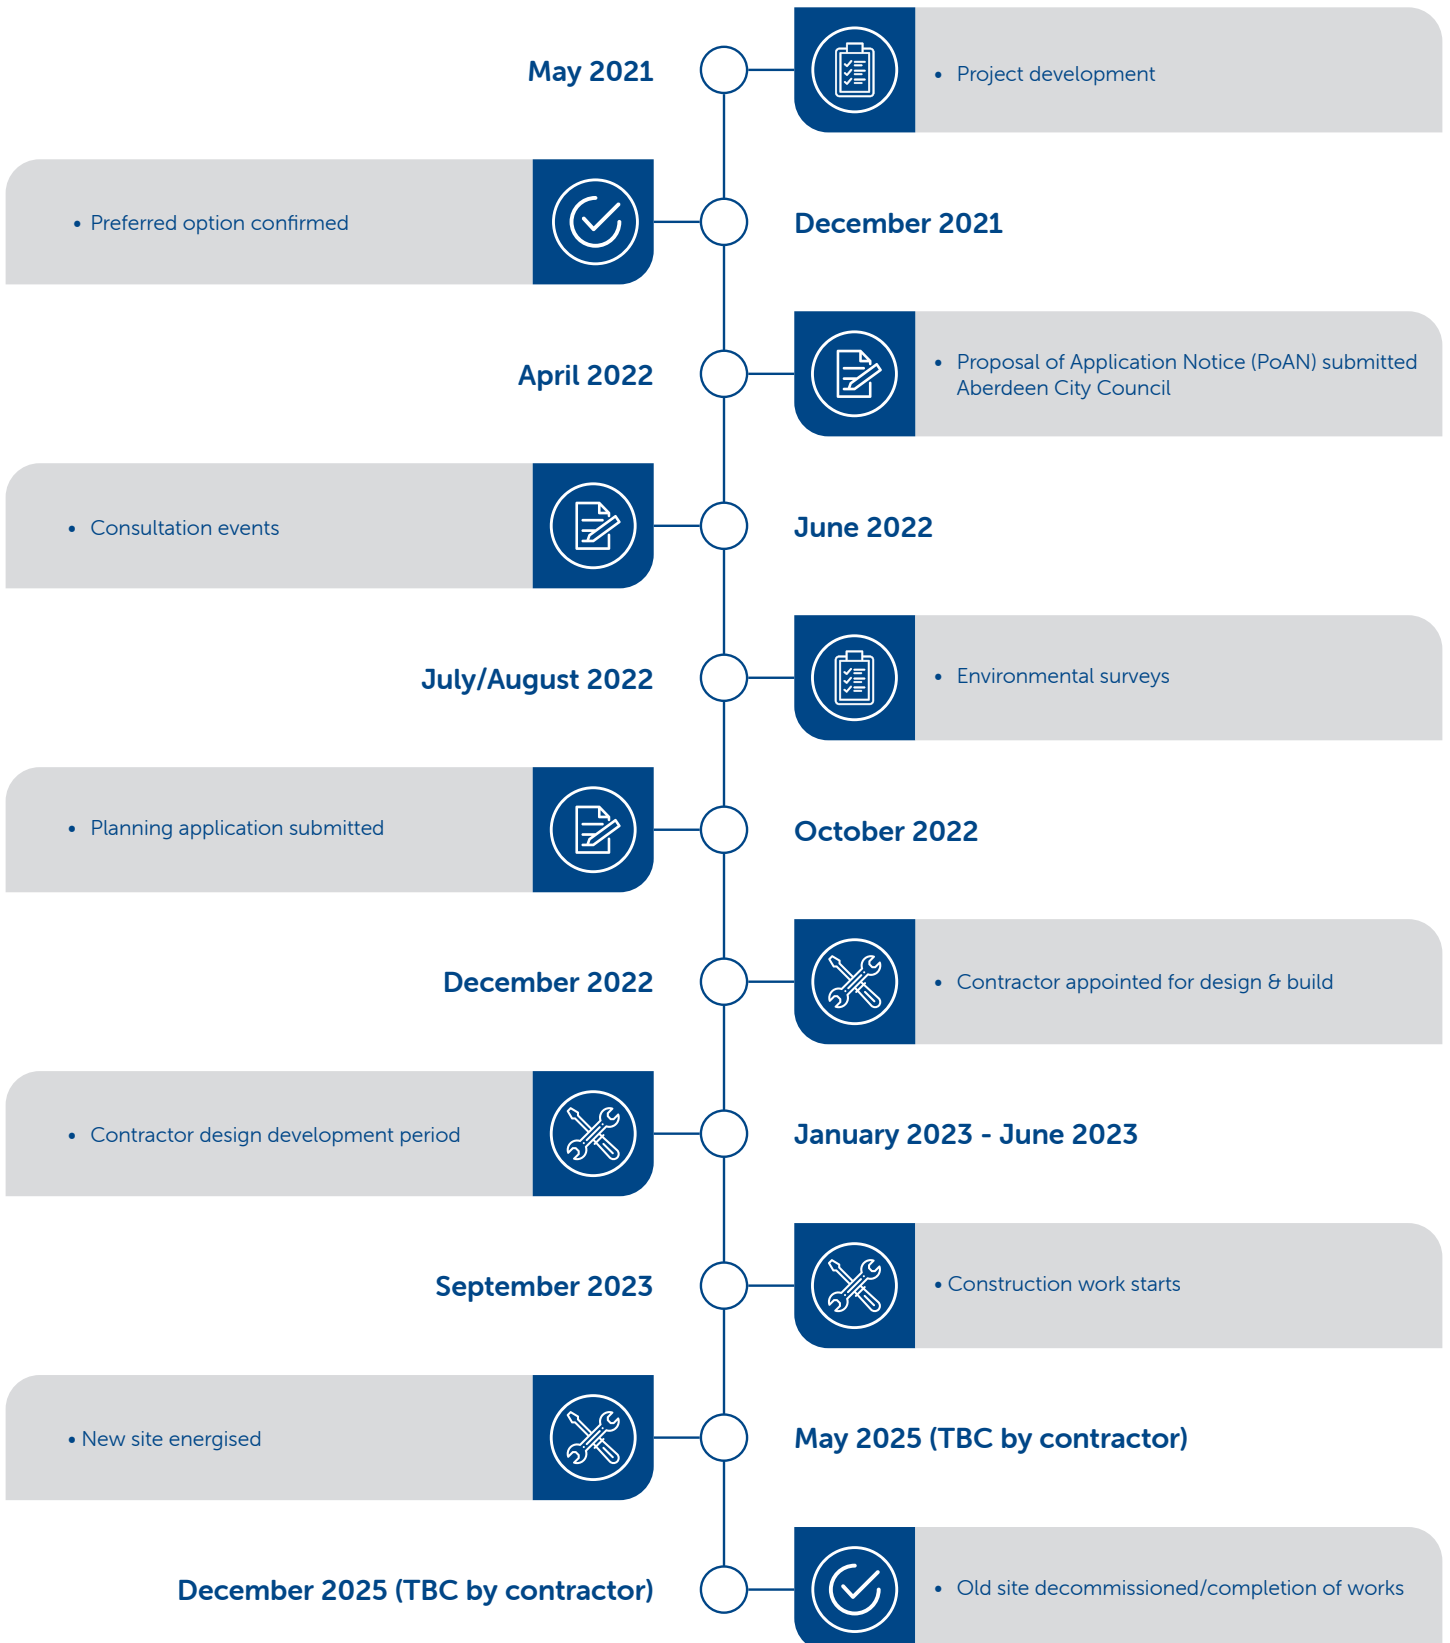 May 2021
• Project development
• Preferred option confirmed
December 2021
April 2022
• Proposal of Application Notice (PoAN) submitted
Aberdeen City Council
• Consultation events
June 2022
July/August 2022
• Environmental surveys
• Planning application submitted
October 2022
December 2022
• Contractor appointed for design & build
• Contractor design development period
January 2023 - June 2023
September 2023
• Construction work starts
• New site energised
May 2025 (TBC by contractor)
December 2025 (TBC by contractor)
• Old site decommissioned/completion of works